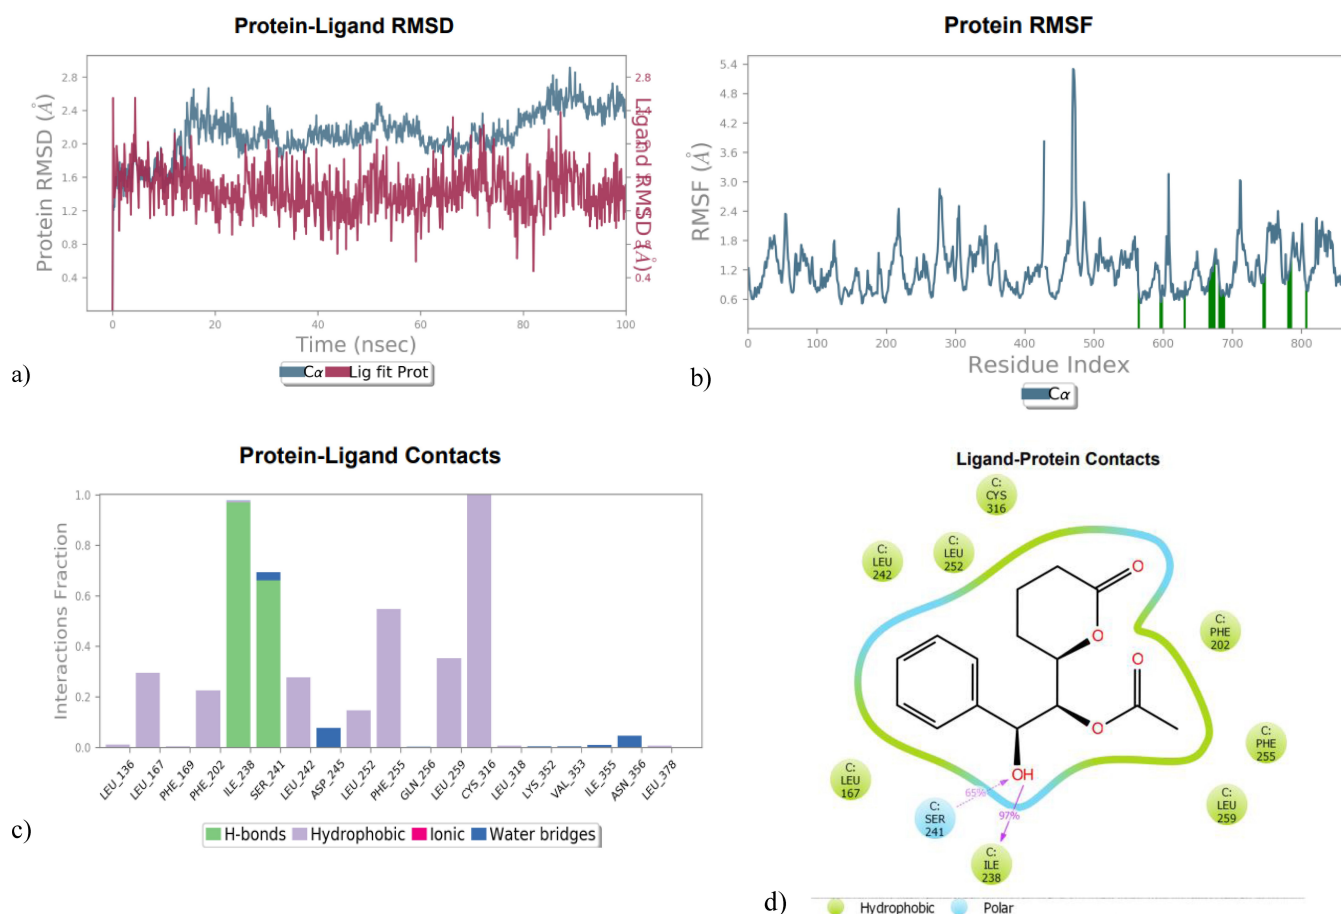 Protein-Ligand RMSD
Protein RMSD (Å)
2.8
2.4
2.0
1.6
1.2
0.8
0.4
2.8
2.4
1.6
0.4
Ligand RMSD (Å)
0
20
40
60
80
100
Time (nsec)
Cα
Lig fit Prot
a)
Protein RMSF
RMSF (Å)
5.4
4.8
4.2
3.6
3.0
2.4
1.8
1.2
0.6
0
100
200
300
400
500
600
700
800
Residue Index
Cα
b)
Protein-Ligand Contacts
Interactions Fraction
1.0
0.8
0.6
0.4
0.2
0.0
LEU_136
LEU_167
PHE_169
PHE_202
ILE_238
SER_241
LEU_242
ASP_245
LEU_252
PHE_255
GLN_256
LEU_259
CYS_316
LEU_318
LYS_352
VAL_353
ILE_355
ASN_356
LEU_378
H-bonds
Hydrophobic
Ionic
Water bridges
c)
Ligand-Protein Contacts
C:
CYS
316
C:
LEU
252
C:
LEU
242
C:
PHE
202
C:
PHE
255
C:
LEU
259
C:
LEU
167
C:
SER
241
C:
ILE
238
O
O
O
O
OH
65%
97%
d)
Hydrophobic
Polar